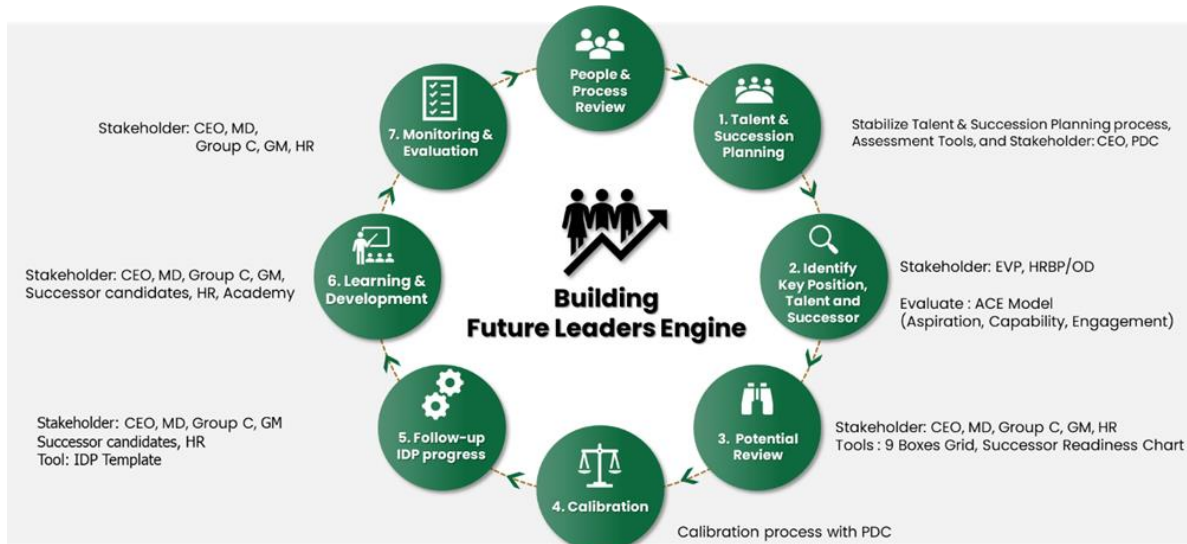 People &
Process
Review
1. Talent &
Succession
Planning
Stabilize Talent & Succession Planning process,
Assessment Tools, and Stakeholder: CEO, PDC
2. Identify
Key Position,
Talent and
Successor
Stakeholder: EVP, HRBP/OD
Evaluate : ACE Model
(Aspiration, Capability, Engagement)
3. Potential
Review
Stakeholder: CEO, MD, Group C, GM, HR
Tools : 9 Boxes Grid, Successor Readiness Chart
4. Calibration
Calibration process with PDC
5. Follow-up
IDP progress
Stakeholder: CEO, MD, Group C, GM
Successor candidates, HR
Tool: IDP Template
6. Learning &
Development
Stakeholder: CEO, MD, Group C, GM,
Successor candidates, HR, Academy
7. Monitoring &
Evaluation
Stakeholder: CEO, MD,
Group C, GM, HR
Building
Future Leaders Engine